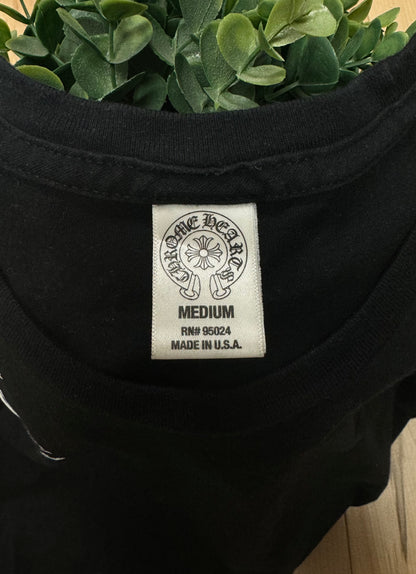 CHROME HEARTS
MEDIUM
RN# 95024
MADE IN U.S.A.